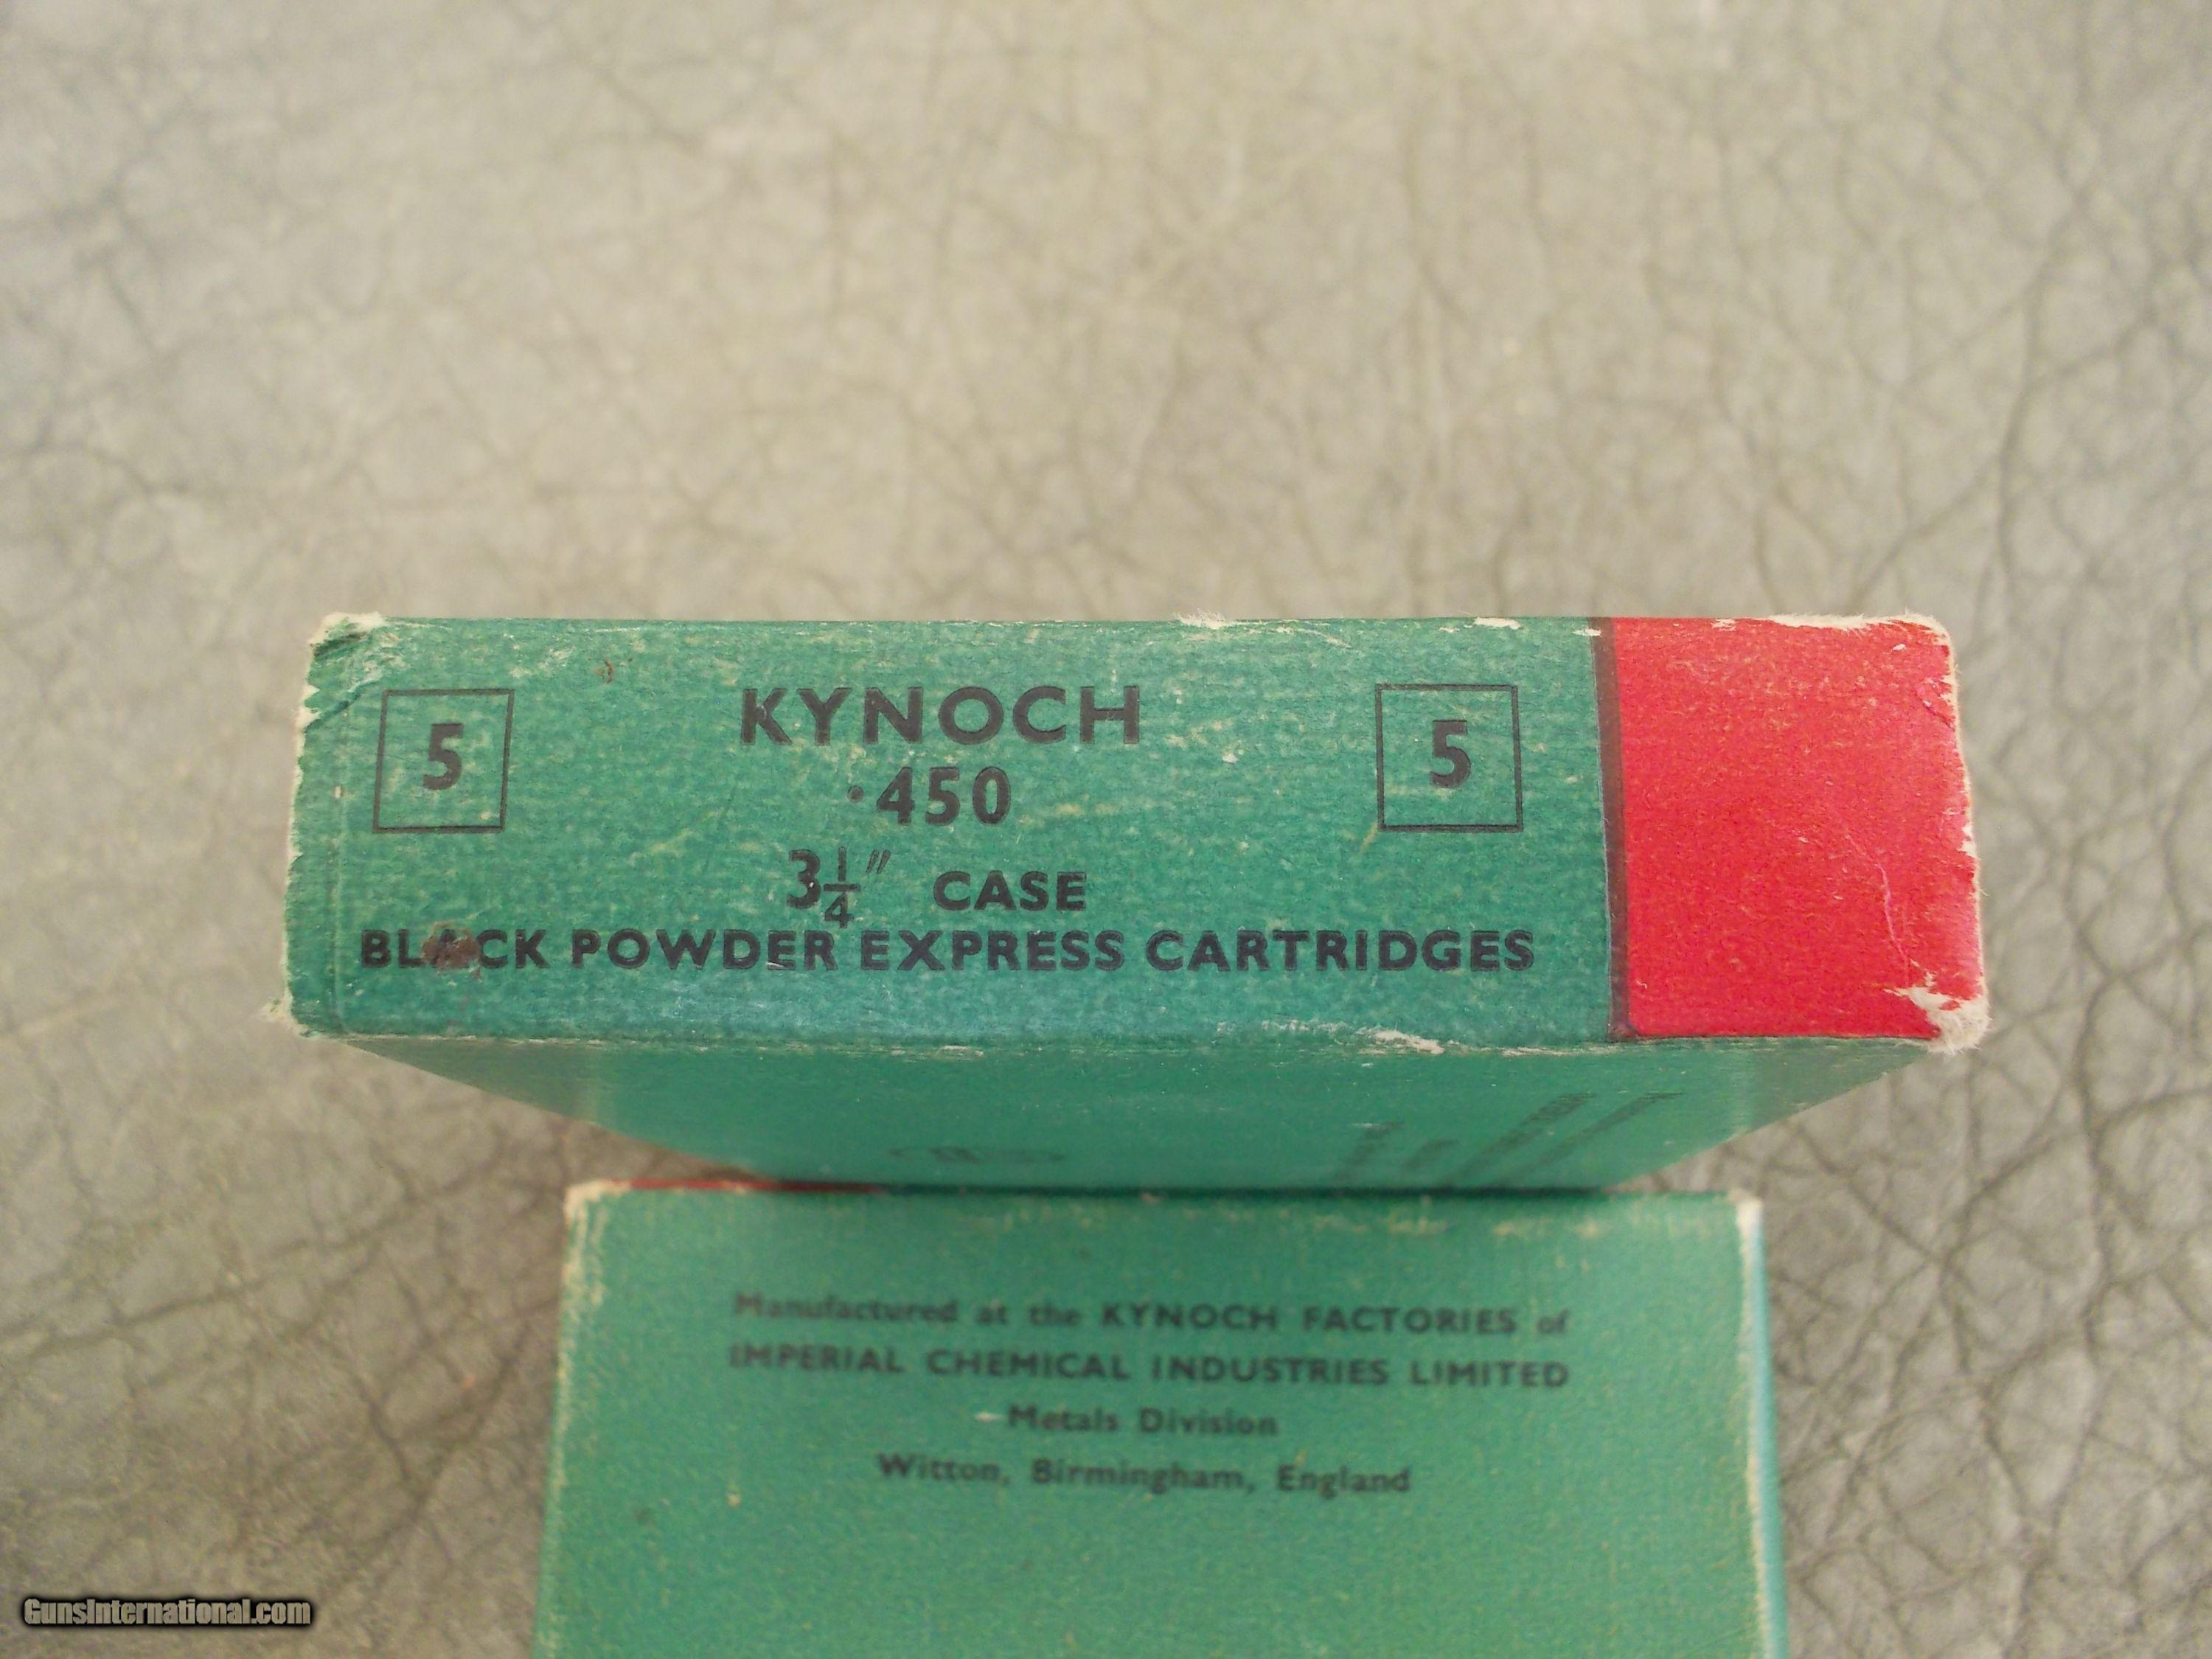 5 KYNOCH 5
·450
3¼" CASE
BLACK POWDER EXPRESS CARTRIDGES
Manufactured at the KYNOCH FACTORIES of
IMPERIAL CHEMICAL INDUSTRIES LIMITED
Metals Division
Witton, Birmingham, England
GunsInternational.com